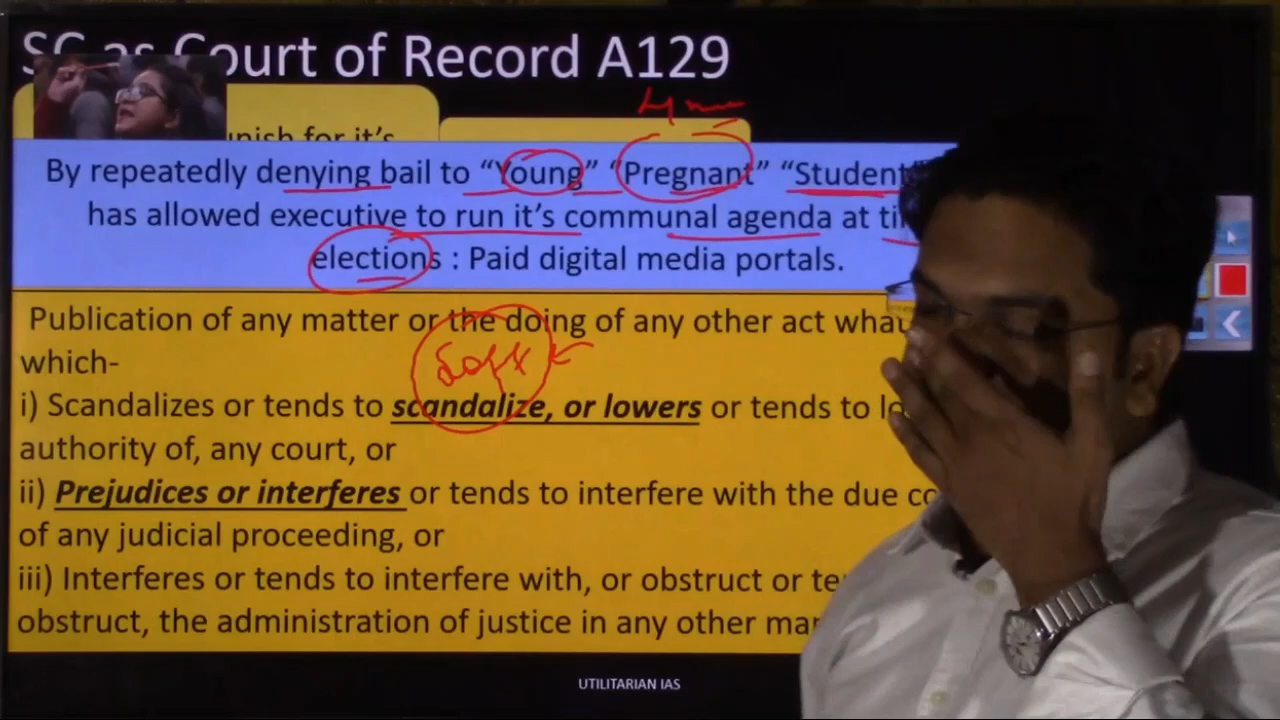 SC as Court of Record A129
unish for it's
By repeatedly denying bail to “Young” “Pregnant” “Student”
has allowed executive to run it's communal agenda at
elections : Paid digital media portals.
Publication of any matter or the doing of any other act
which-
i) Scandalizes or tends to scandalize, or lowers or tends to
authority of, any court, or
ii) Prejudices or interferes or tends to interfere with the due
of any judicial proceeding, or
iii) Interferes or tends to interfere with, or obstruct or
obstruct, the administration of justice in any other
UTILITARIAN IAS